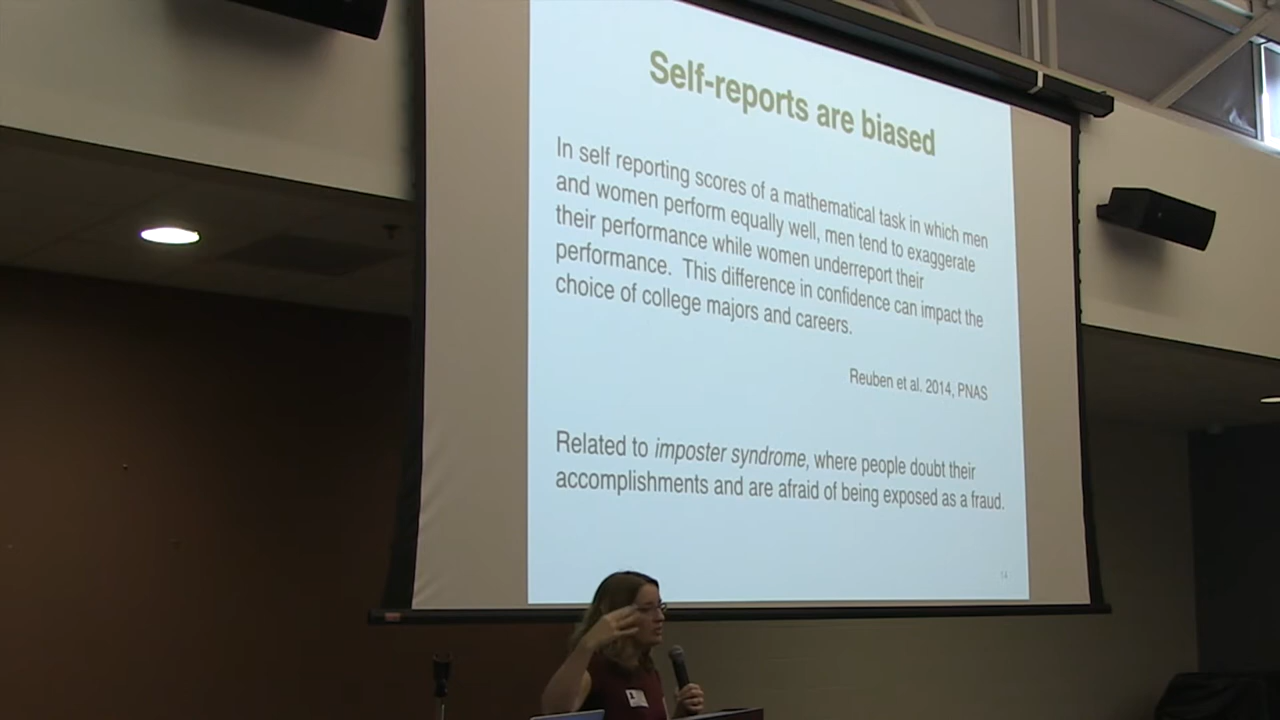 Self-reports are biased
In self reporting scores of a mathematical task in which men
and women perform equally well, men tend to exaggerate
their performance while women underreport their
performance. This difference in confidence can impact the
choice of college majors and careers.
Reuben et al. 2014, PNAS
Related to imposter syndrome, where people doubt their
accomplishments and are afraid of being exposed as a fraud.
14